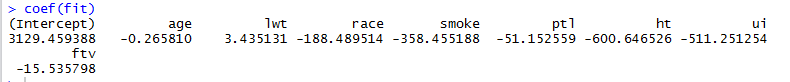 > coef(fit)
(Intercept) age lwt race smoke ptl ht ui
3129.459388 -0.265810 3.435131 -188.489514 -358.455188 -51.152559 -600.646526 -511.251254
ftv
-15.535798